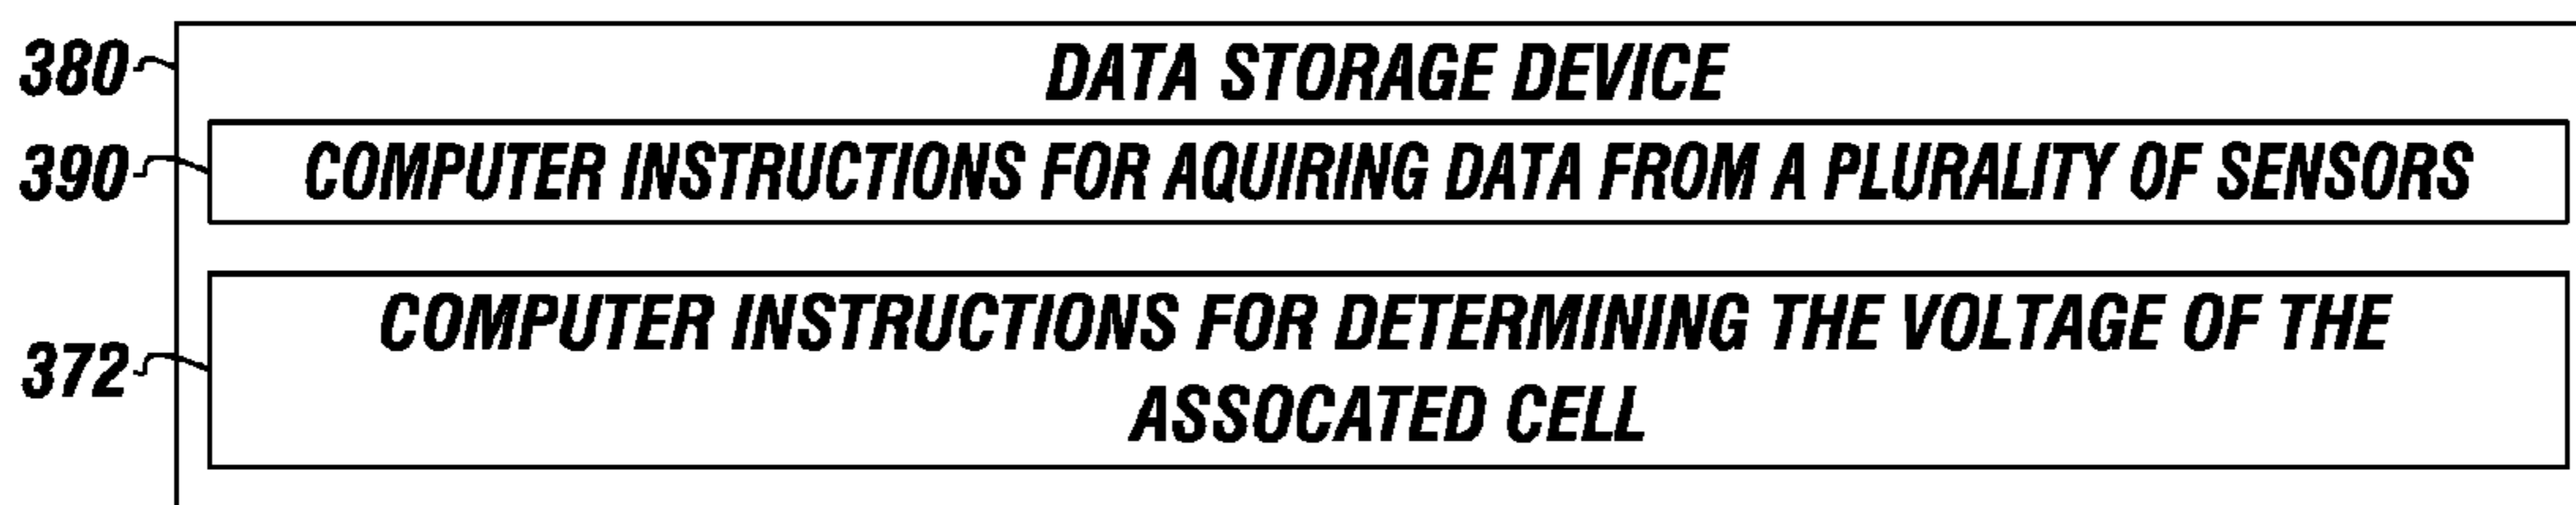 380 DATA STORAGE DEVICE
390 COMPUTER INSTRUCTIONS FOR AQUIRING DATA FROM A PLURALITY OF SENSORS
372 COMPUTER INSTRUCTIONS FOR DETERMINING THE VOLTAGE OF THE
ASSOCATED CELL